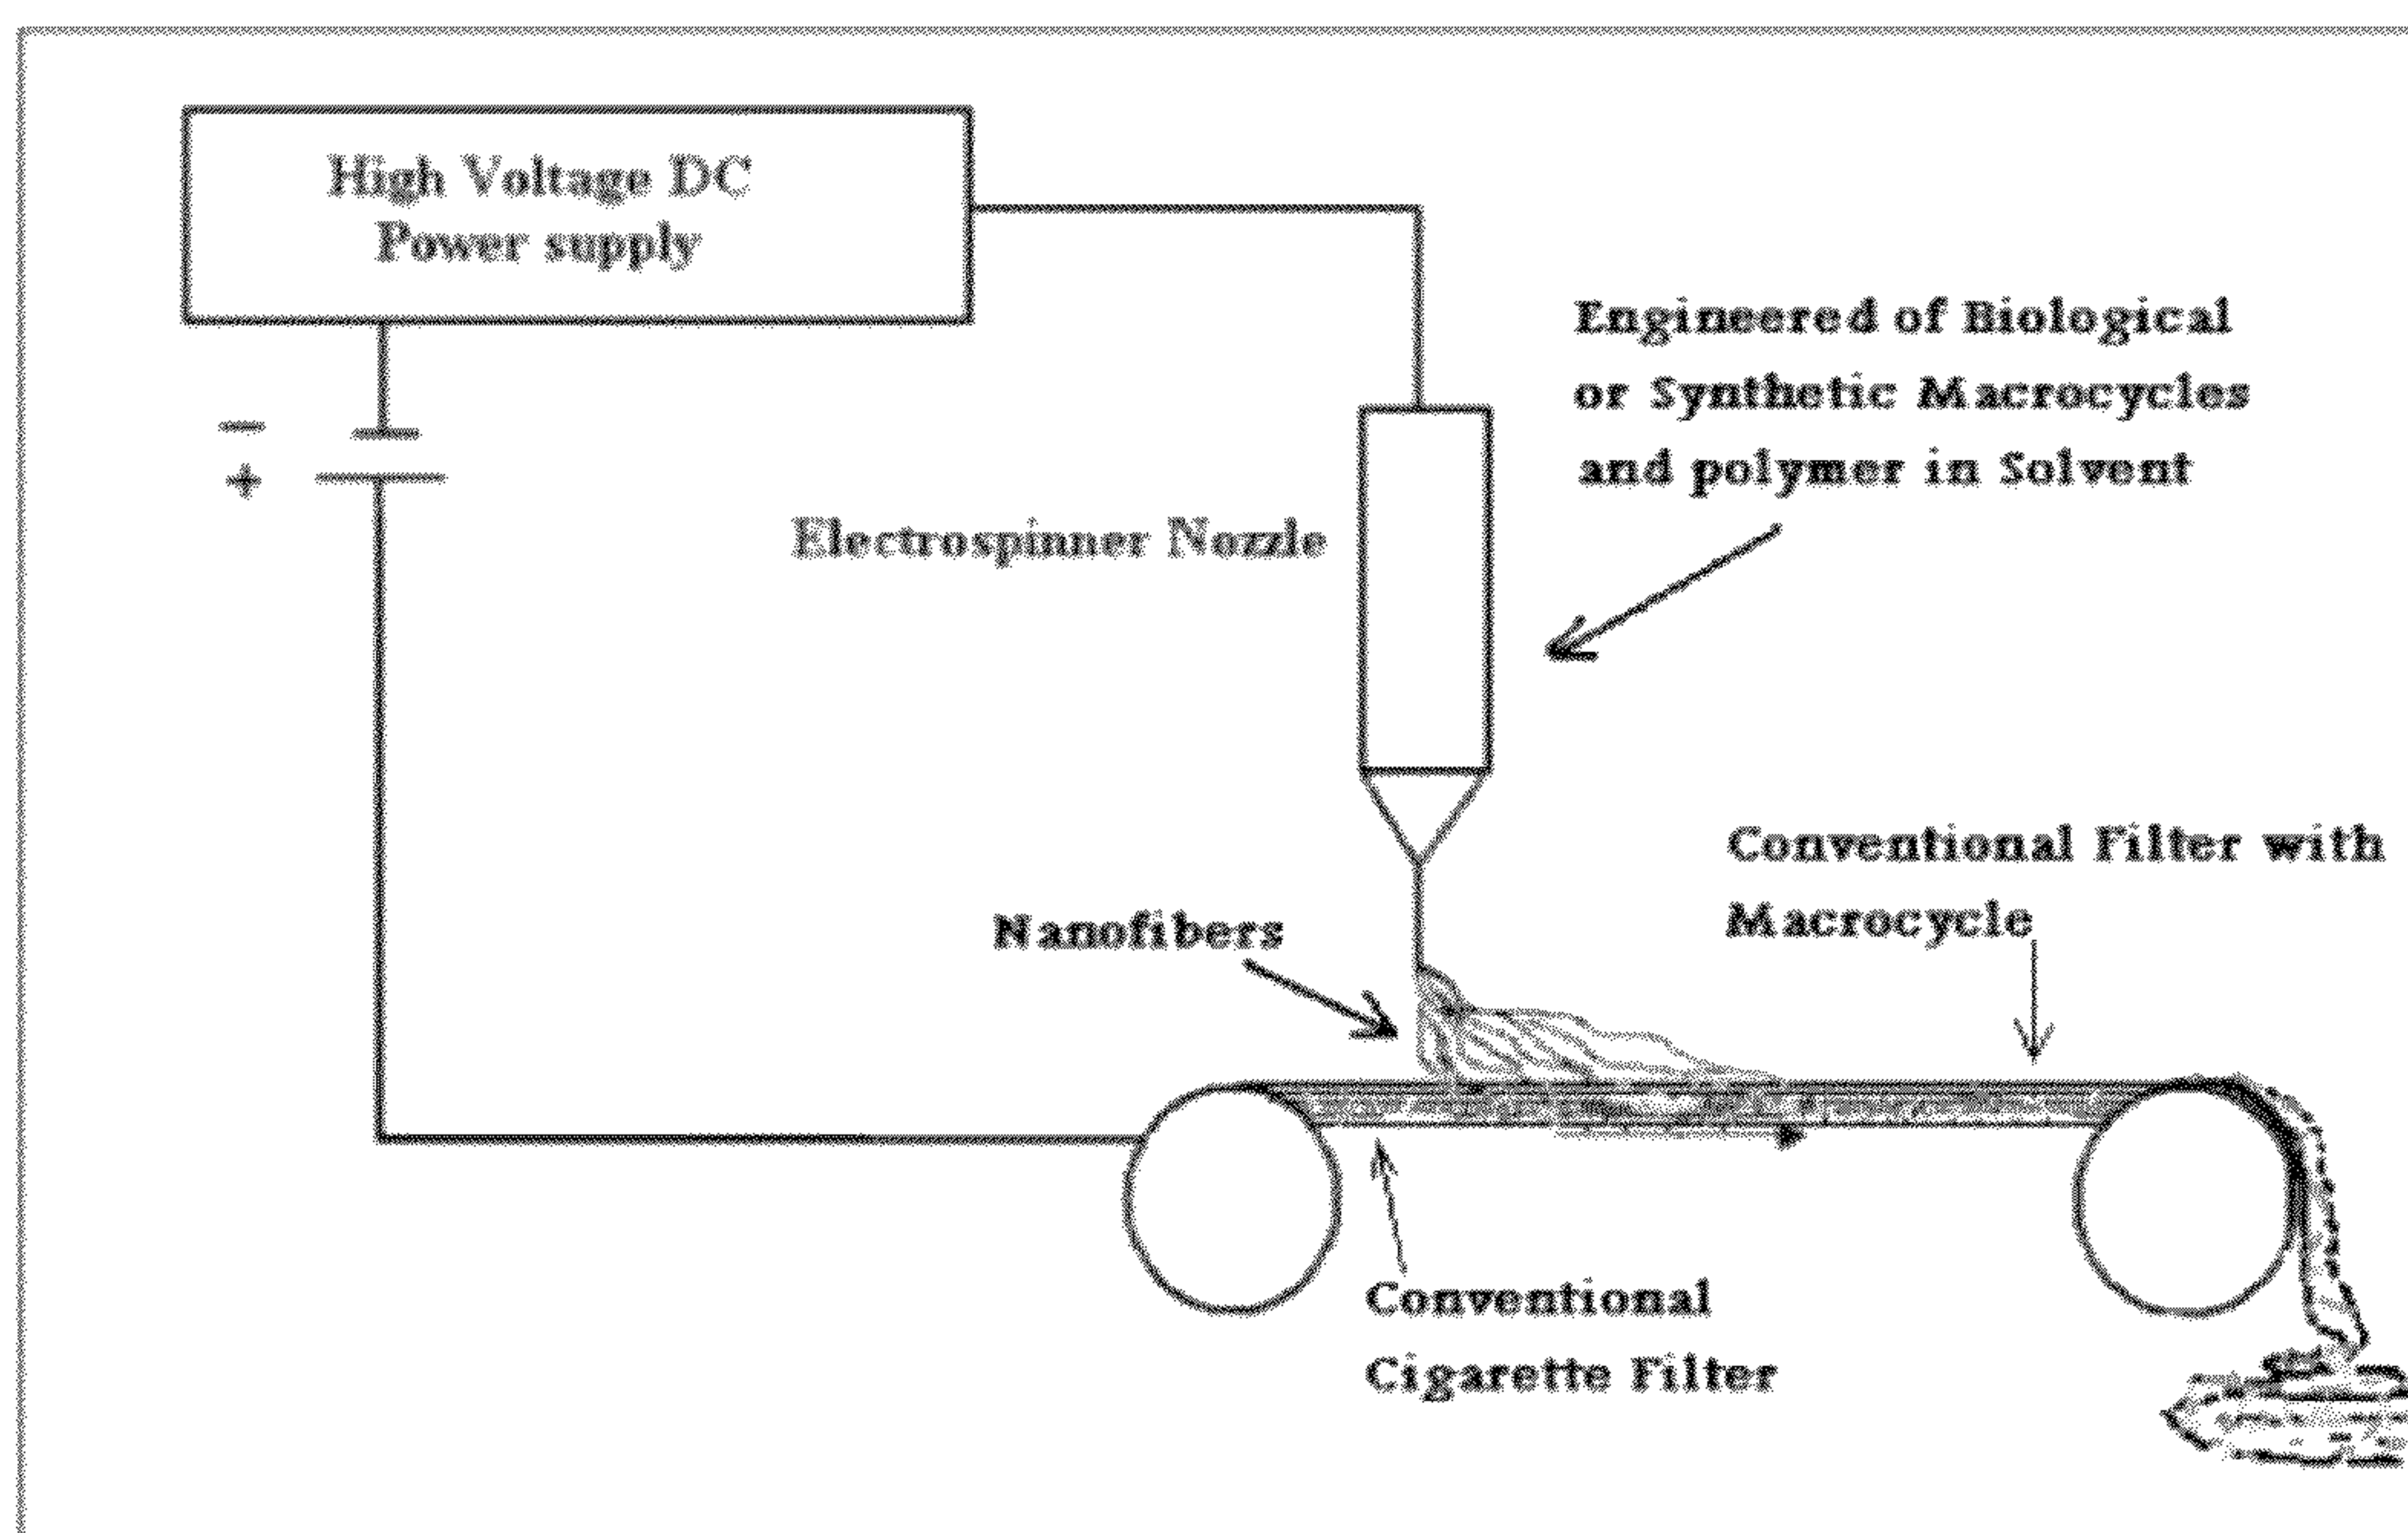 High Voltage DC
Power supply
−
+
Electrospinner Nozzle
Engineered of Biological
or Synthetic Macrocycles
and polymer in Solvent
Conventional Filter with
Macrocycle
Nanofibers
Conventional
Cigarette Filter